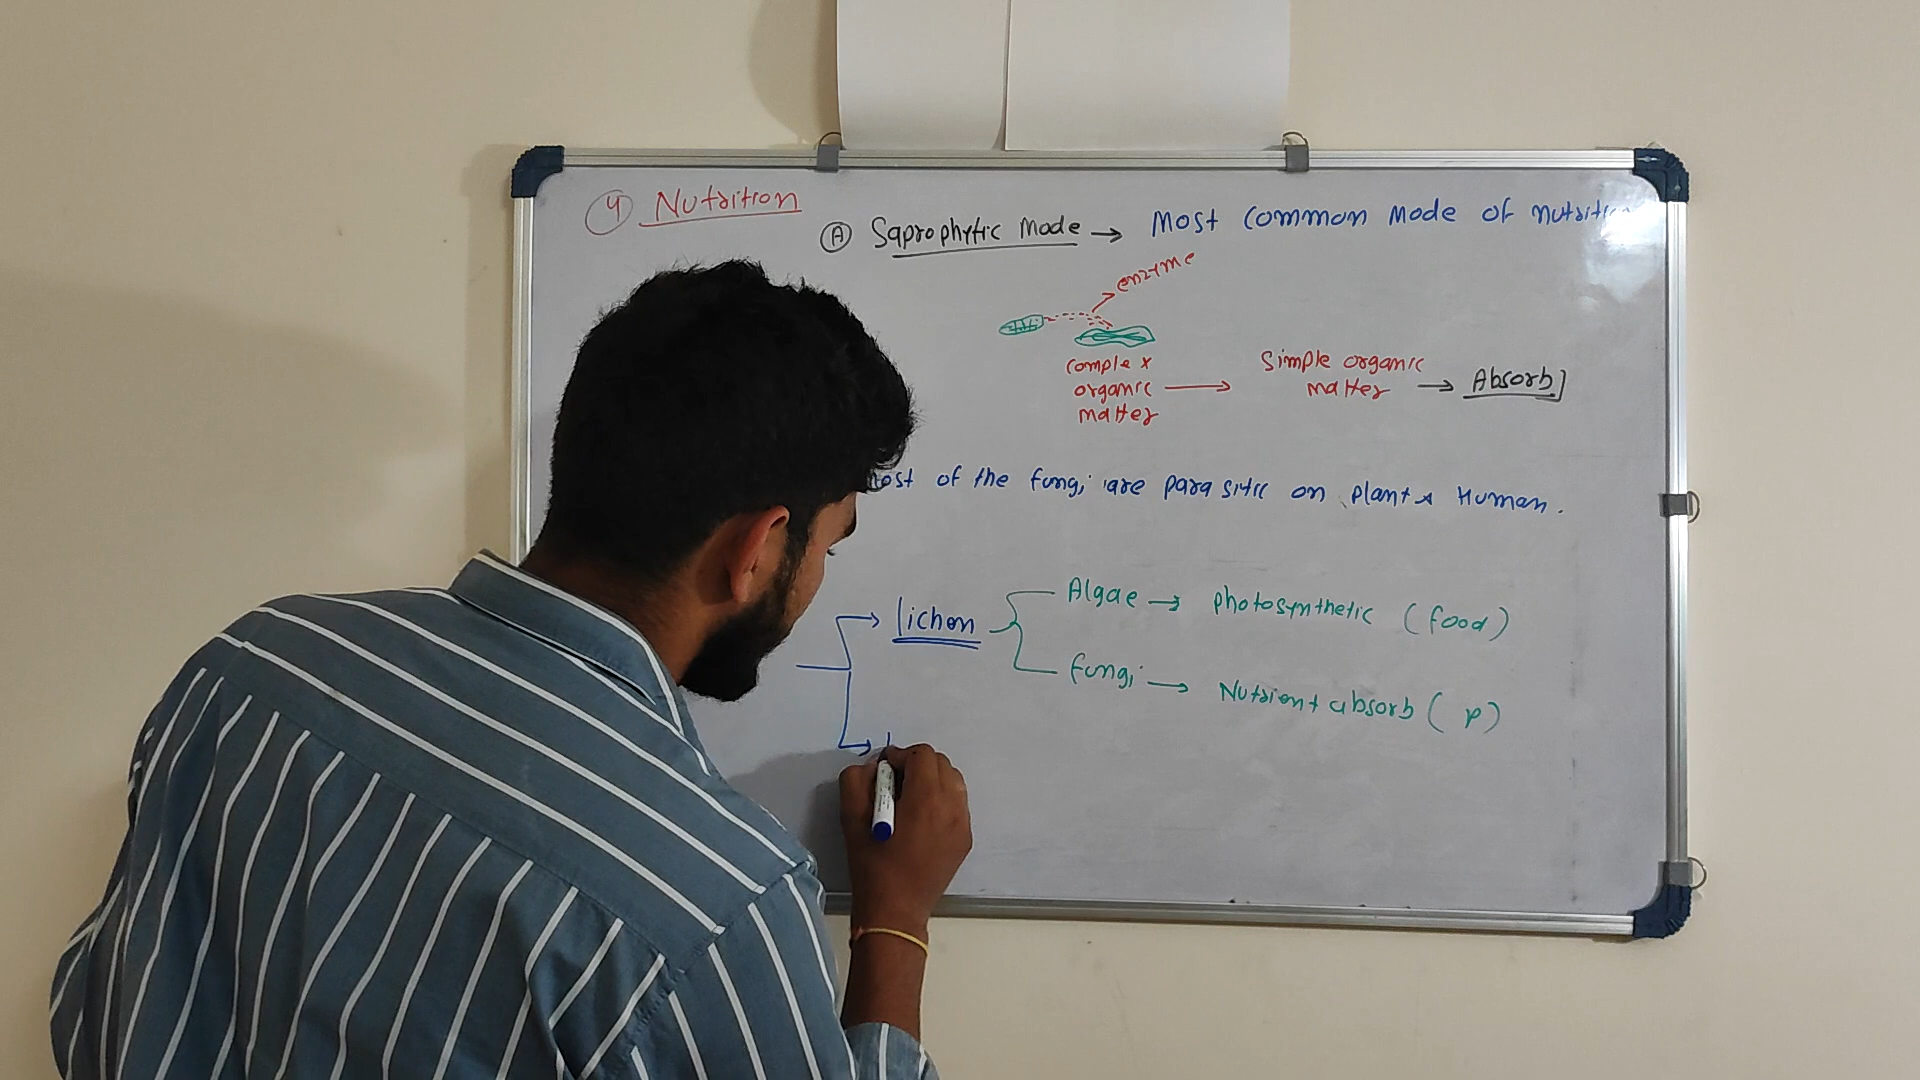 4 Nutrition
A Saprophytic Mode → Most Common Mode of nutrition
enzyme
complex organic matter → Simple organic matter → Absorb]
of the fungi are parasitic on plant & Human.
lichen
Algae → photosynthetic (food)
fungi → Nutrient absorb ( P)